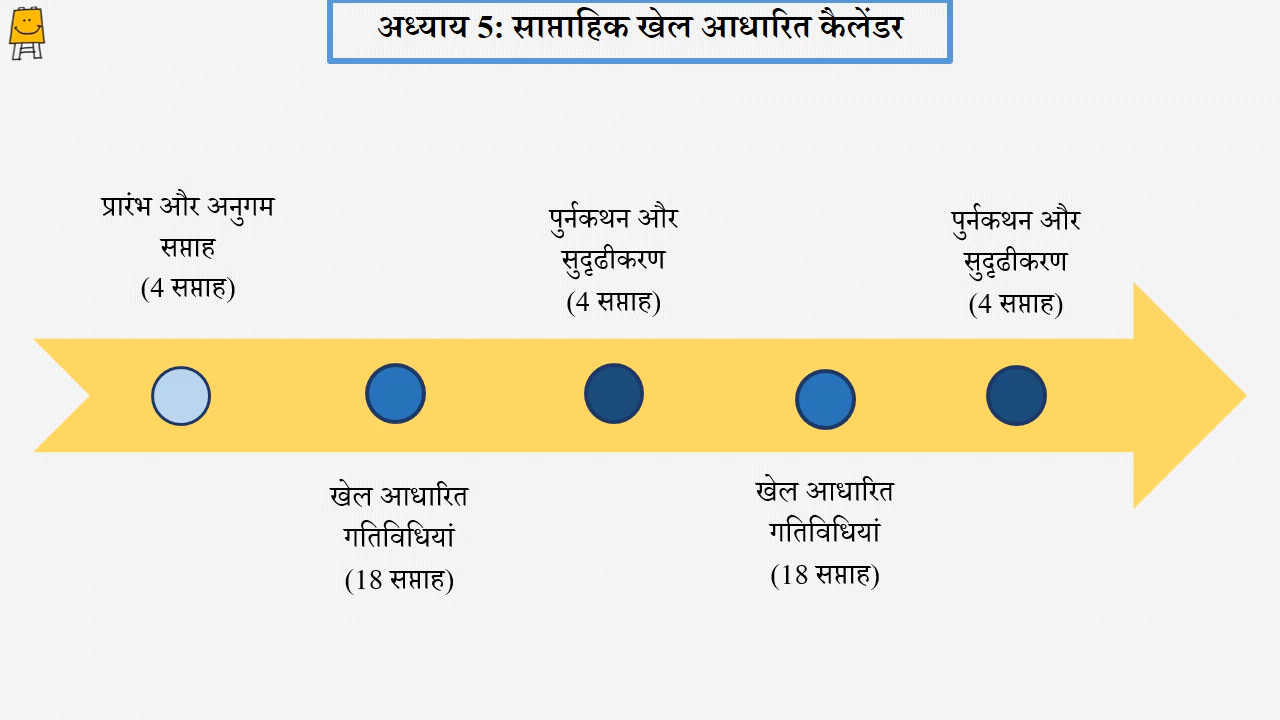 अध्याय 5: साप्ताहिक खेल आधारित कैलेंडर
प्रारंभ और अनुगम
सप्ताह
(4 सप्ताह)
खेल आधारित
गतिविधियां
(18 सप्ताह)
पुर्नकथन और
सुदृढीकरण
(4 सप्ताह)
खेल आधारित
गतिविधियां
(18 सप्ताह)
पुर्नकथन और
सुदृढीकरण
(4 सप्ताह)